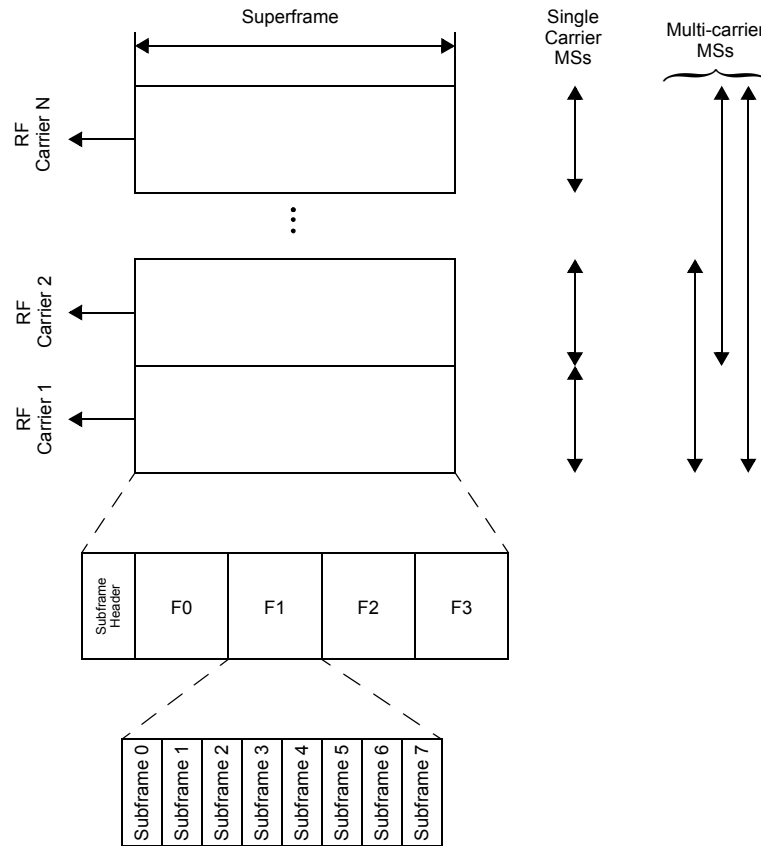 Superframe
Single
Carrier
MSs
Multi-carrier
MSs
RF
Carrier N
RF
Carrier 2
RF
Carrier 1
Subframe
Header
F0
F1
F2
F3
Subframe 0
Subframe 1
Subframe 2
Subframe 3
Subframe 4
Subframe 5
Subframe 6
Subframe 7